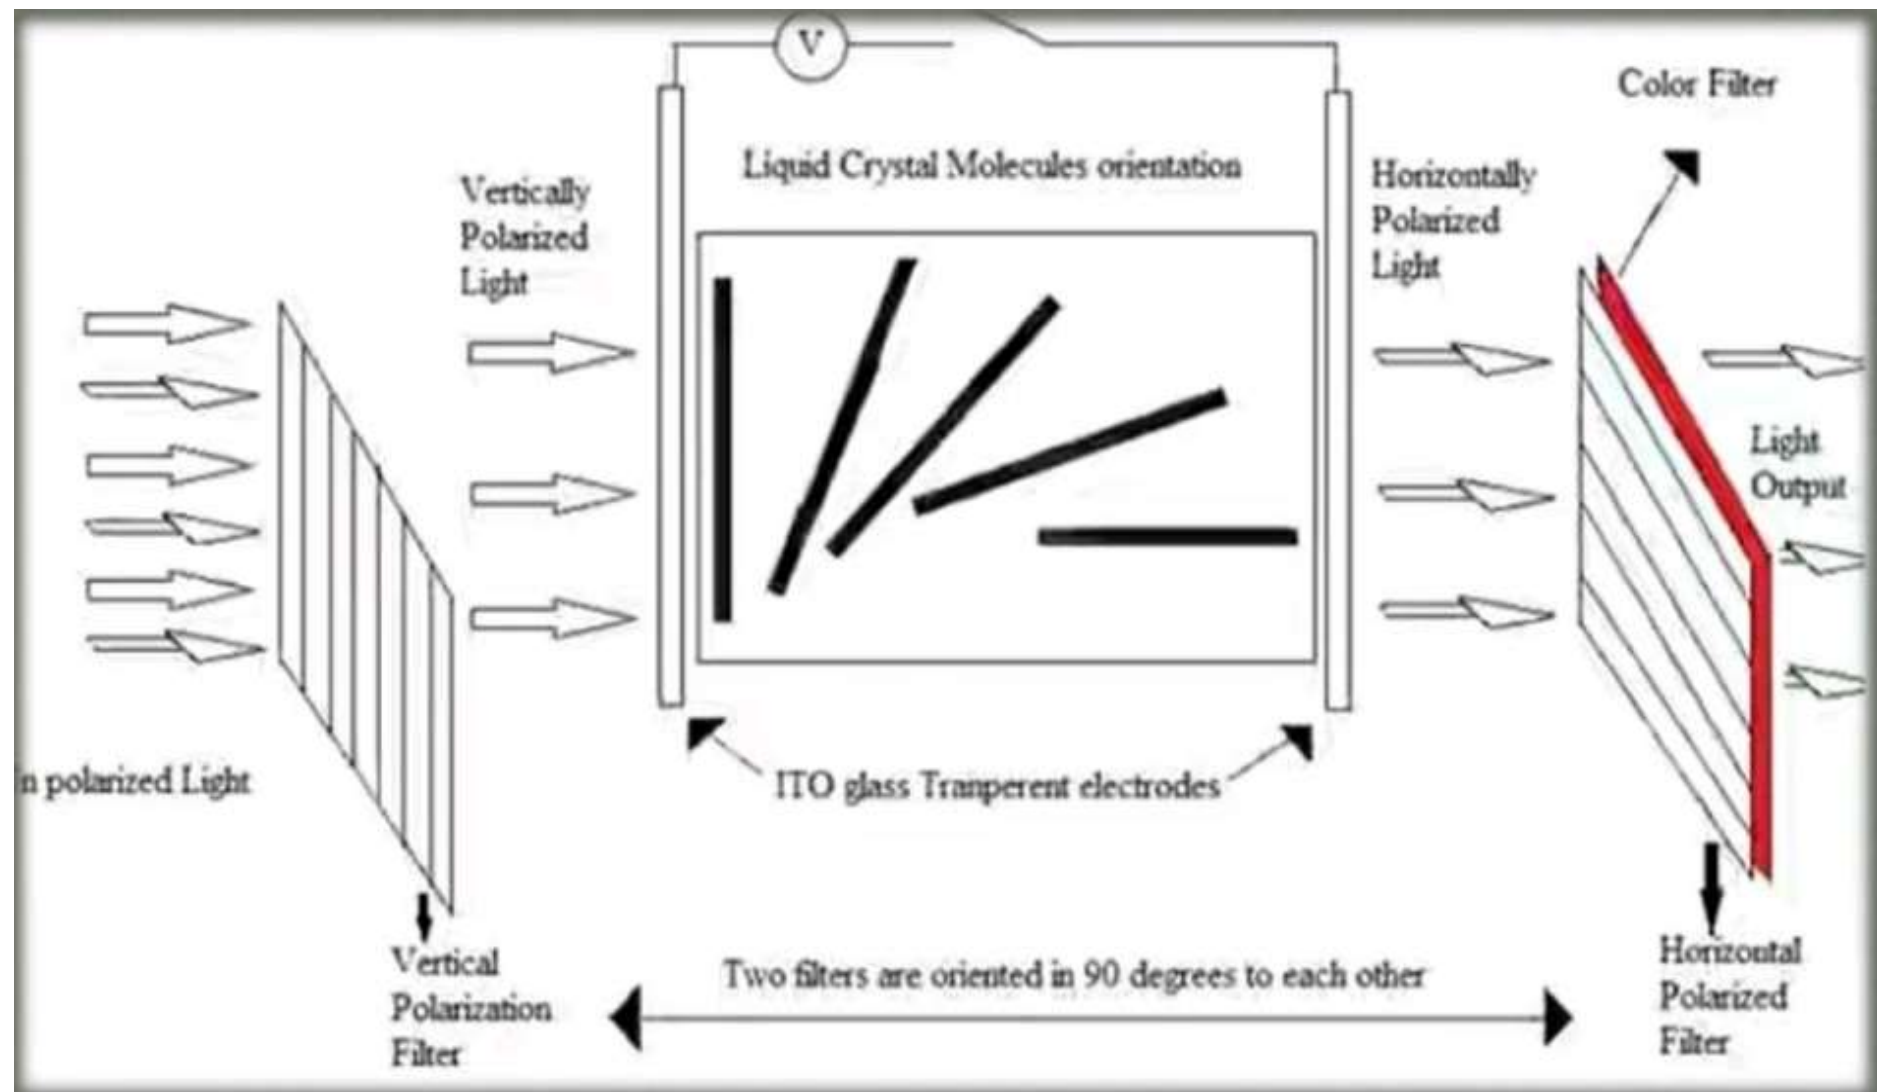 V
Color Filter
Liquid Crystal Molecules orientation
Vertically
Polarized
Light
Horizontally
Polarized
Light
Light
Output
n polarized Light
ITO glass Tranperent electrodes
Vertical
Polarization
Filter
Two filters are oriented in 90 degrees to each other
Horizontal
Polarized
Filter